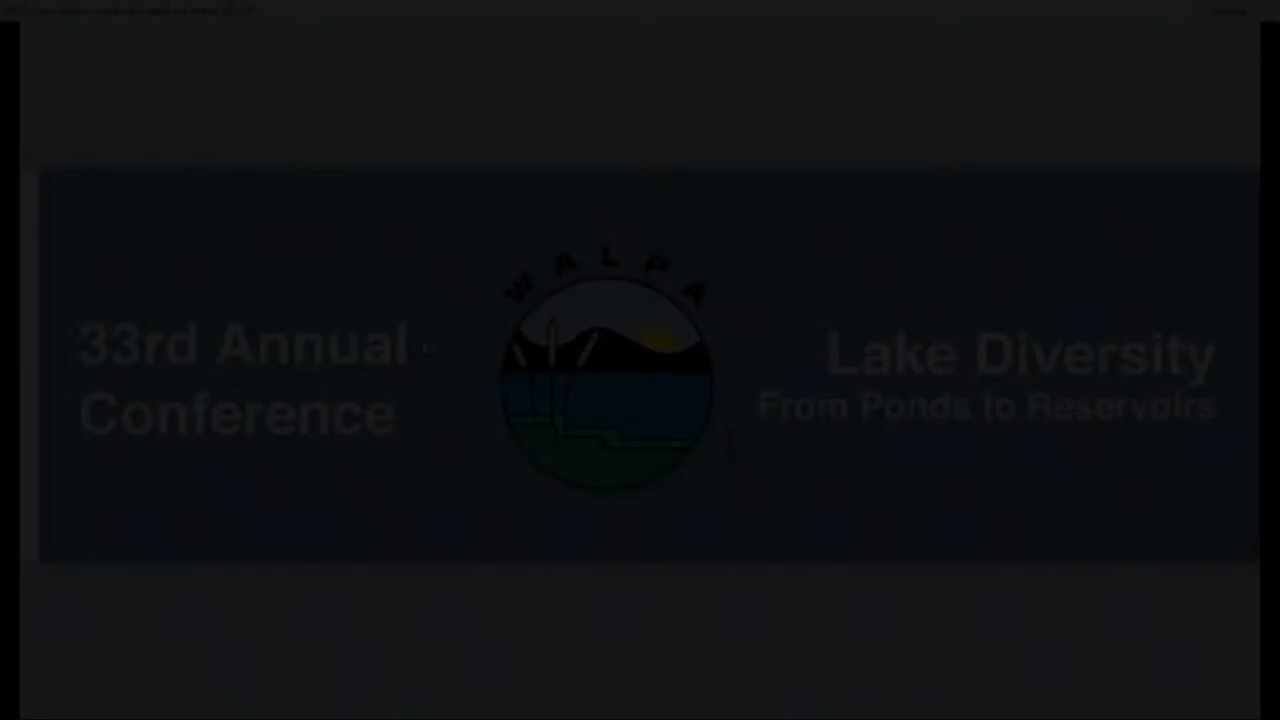 33rd Annual
Conference
WALPA
Lake Diversity
From Ponds to Reservoirs